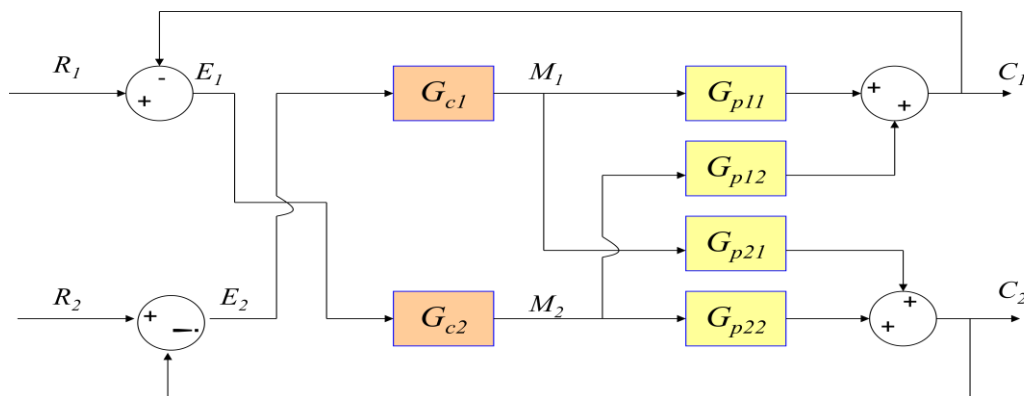 R1
-
+
E1
Gc1
M1
Gp11
+
+
C1
Gp12
Gp21
R2
+
-
E2
Gc2
M2
Gp22
+
+
C2